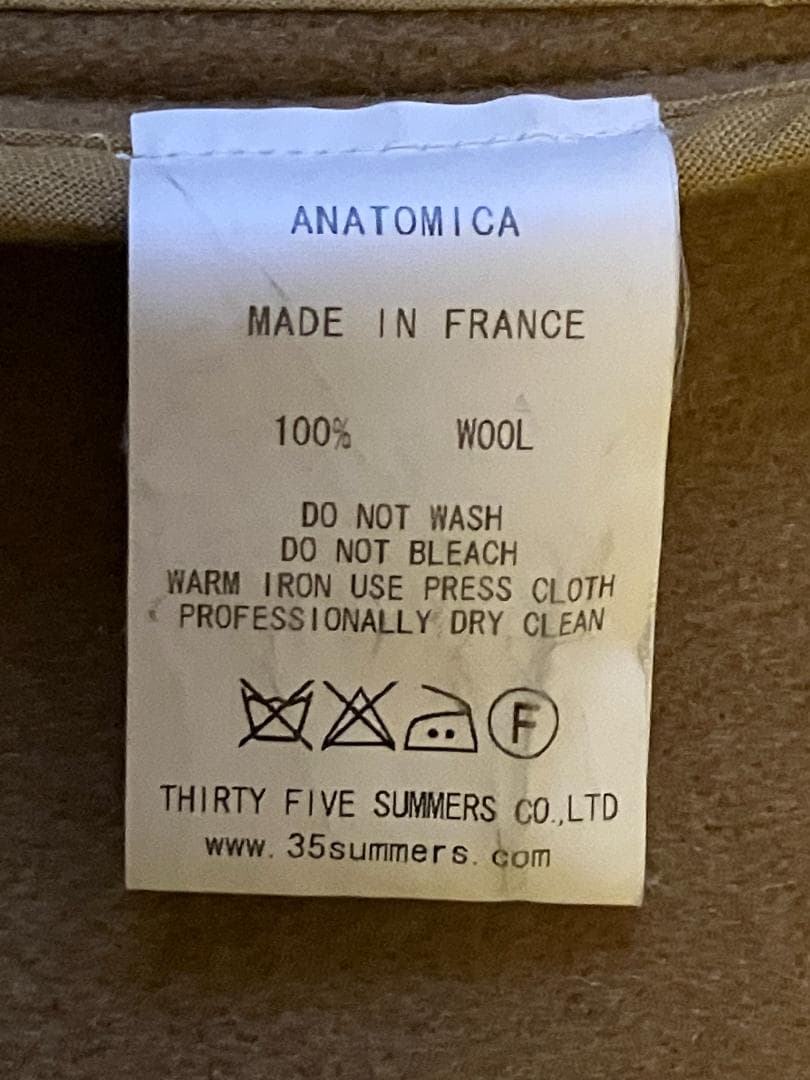 ANATOMICA
MADE IN FRANCE
100% WOOL
DO NOT WASH
DO NOT BLEACH
WARM IRON USE PRESS CLOTH
PROFESSIONALLY DRY CLEAN
F
THIRTY FIVE SUMMERS CO.,LTD
www.35summers.com